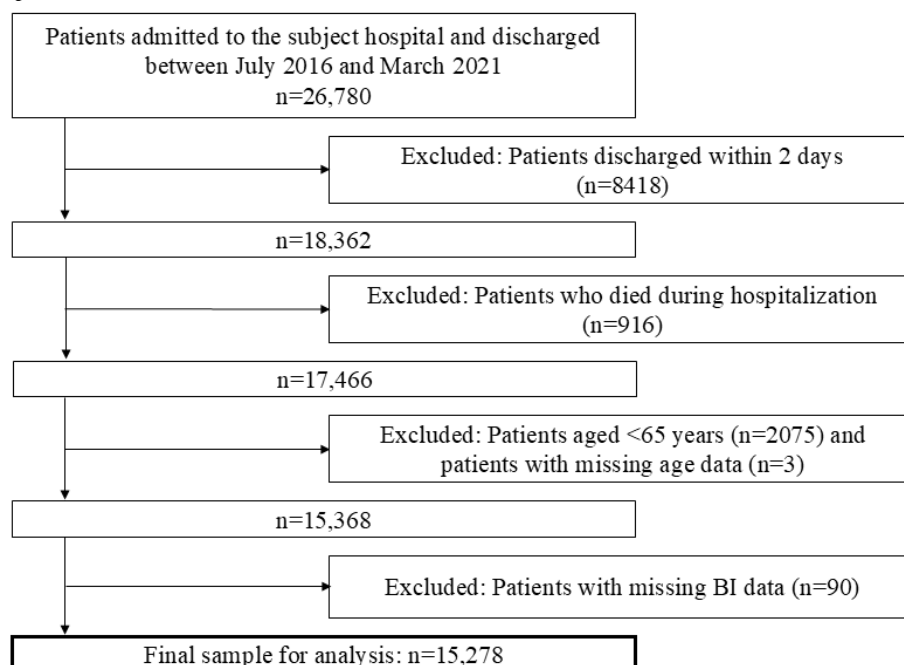 Patients admitted to the subject hospital and discharged
between July 2016 and March 2021
n=26,780
Excluded: Patients discharged within 2 days
(n=8418)
n=18,362
Excluded: Patients who died during hospitalization
(n=916)
n=17,466
Excluded: Patients aged <65 years (n=2075) and
patients with missing age data (n=3)
n=15,368
Excluded: Patients with missing BI data (n=90)
Final sample for analysis: n=15,278